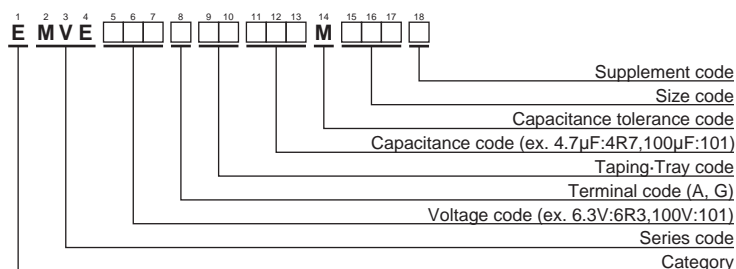 1 2 3 4 5 6 7 8 9 10 11 12 13 14 15 16 17 18
E M V E M
Supplement code
Size code
Capacitance tolerance code
Capacitance code (ex. 4.7μF:4R7,100μF:101)
Taping·Tray code
Terminal code (A, G)
Voltage code (ex. 6.3V:6R3,100V:101)
Series code
Category